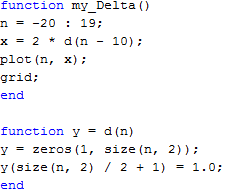 function my_Delta()
n = -20 : 19;
x = 2 * d(n - 10);
plot(n, x);
grid;
end
function y = d(n)
y = zeros(1, size(n, 2));
y(size(n, 2) / 2 + 1) = 1.0;
end